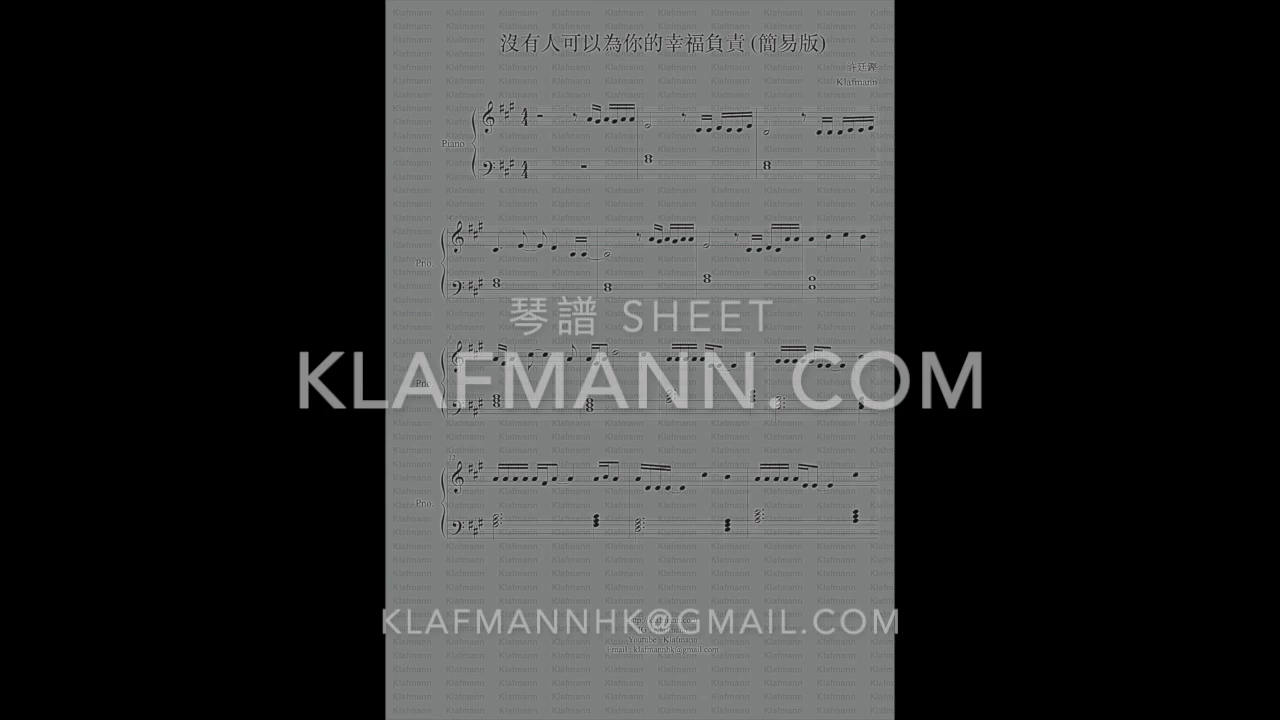 沒有人可以為你的幸福負責 (簡易版)
許廷鏗
Klafmann
Piano
Pno.
琴譜 SHEET
Pno.
KLAFMANN.COM
12
Pno.
KLAFMANNHK@GMAIL.COM
Youtube : Klafmann
Email : klafmannhk@gmail.com